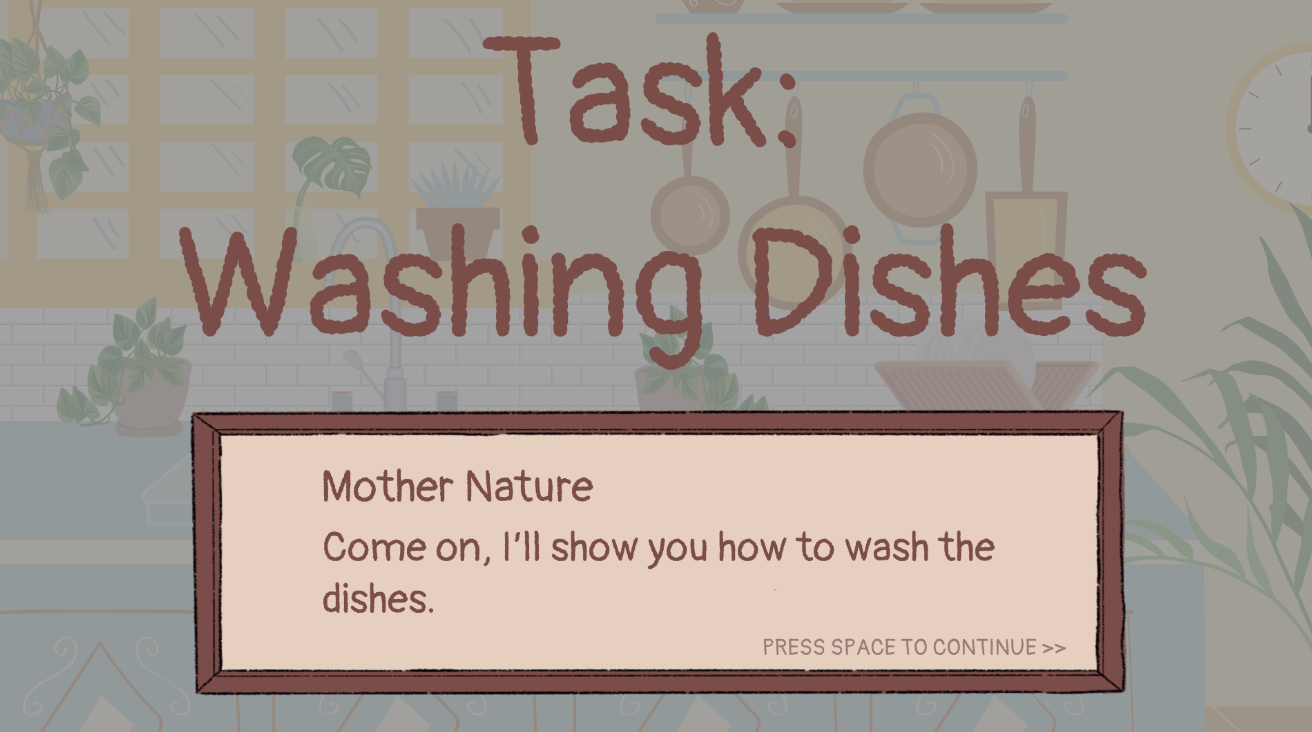 Task:
Washing Dishes
Mother Nature
Come on, I'll show you how to wash the
dishes.
PRESS SPACE TO CONTINUE >>